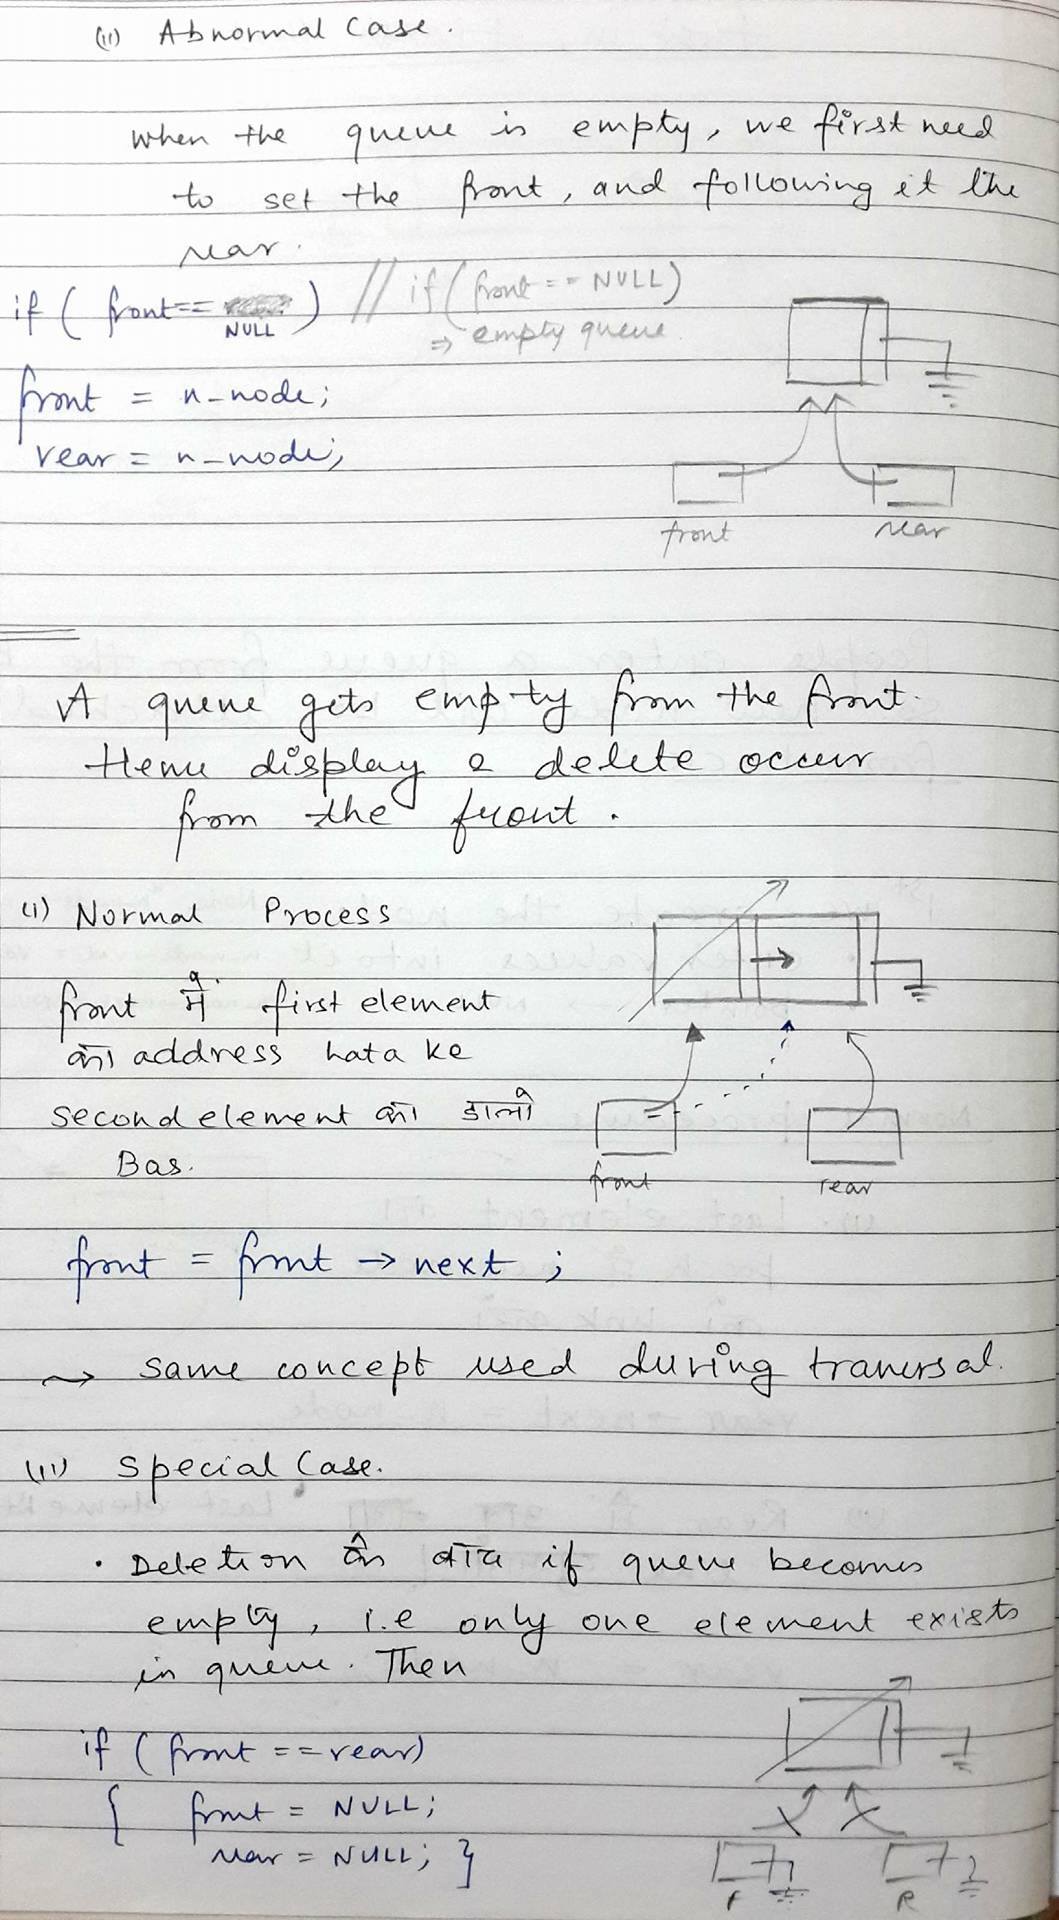 (ii) Abnormal Case.
when the queue is empty, we first need
to set the front, and following it the
rear.
if ( front== NULL ) // if ( front == NULL)
⇒ empty queue
front = n_node;
rear = n_node;
front rear
A queue gets empty from the front.
Hence display & delete occur
from the front.
(i) Normal Process
front में first element
का address hata ke
second element का डालो
Bas.
front rear
front = front → next ;
~> same concept used during traversal.
(ii) Special Case.
• Deletion के बाद if queue becomes
empty, i.e only one element exists
in queue. Then
if ( front ==rear)
{ front = NULL;
rear = NULL; }
F R